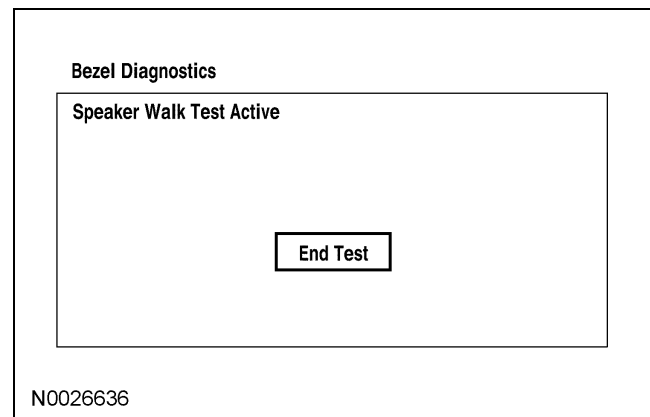 Bezel Diagnostics
Speaker Walk Test Active
End Test
N0026636